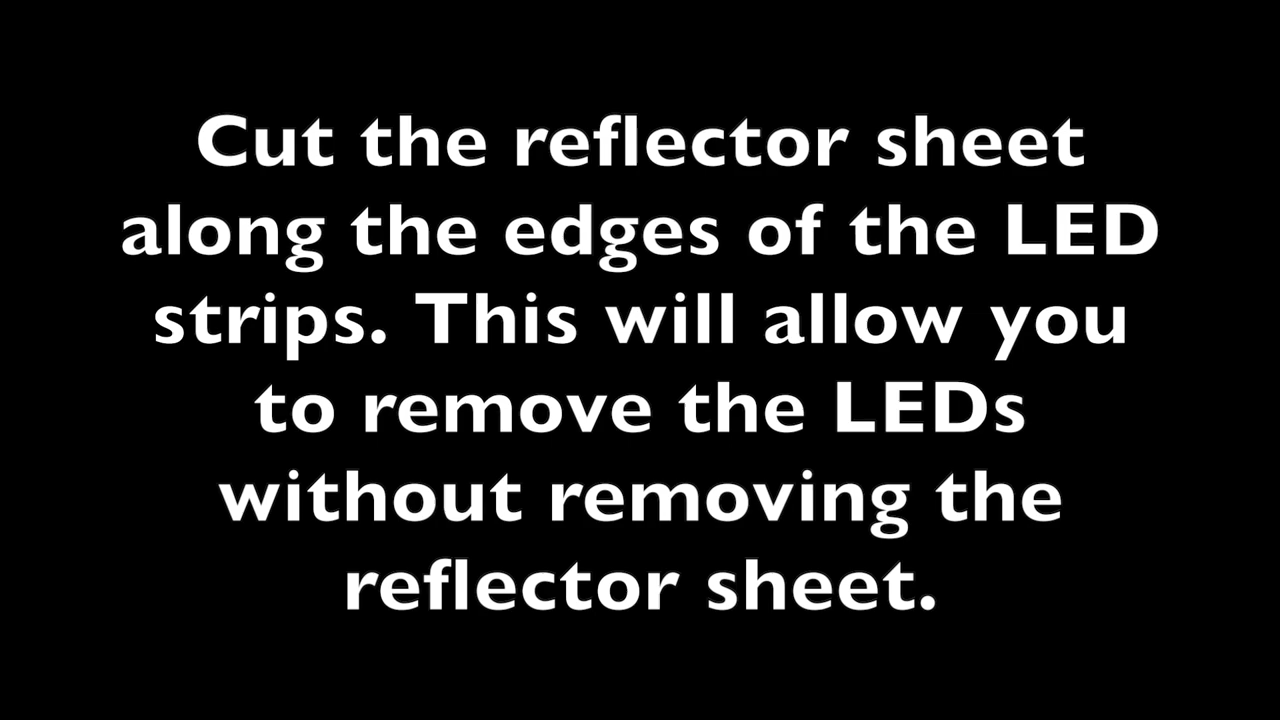 Cut the reflector sheet
along the edges of the LED
strips. This will allow you
to remove the LEDs
without removing the
reflector sheet.